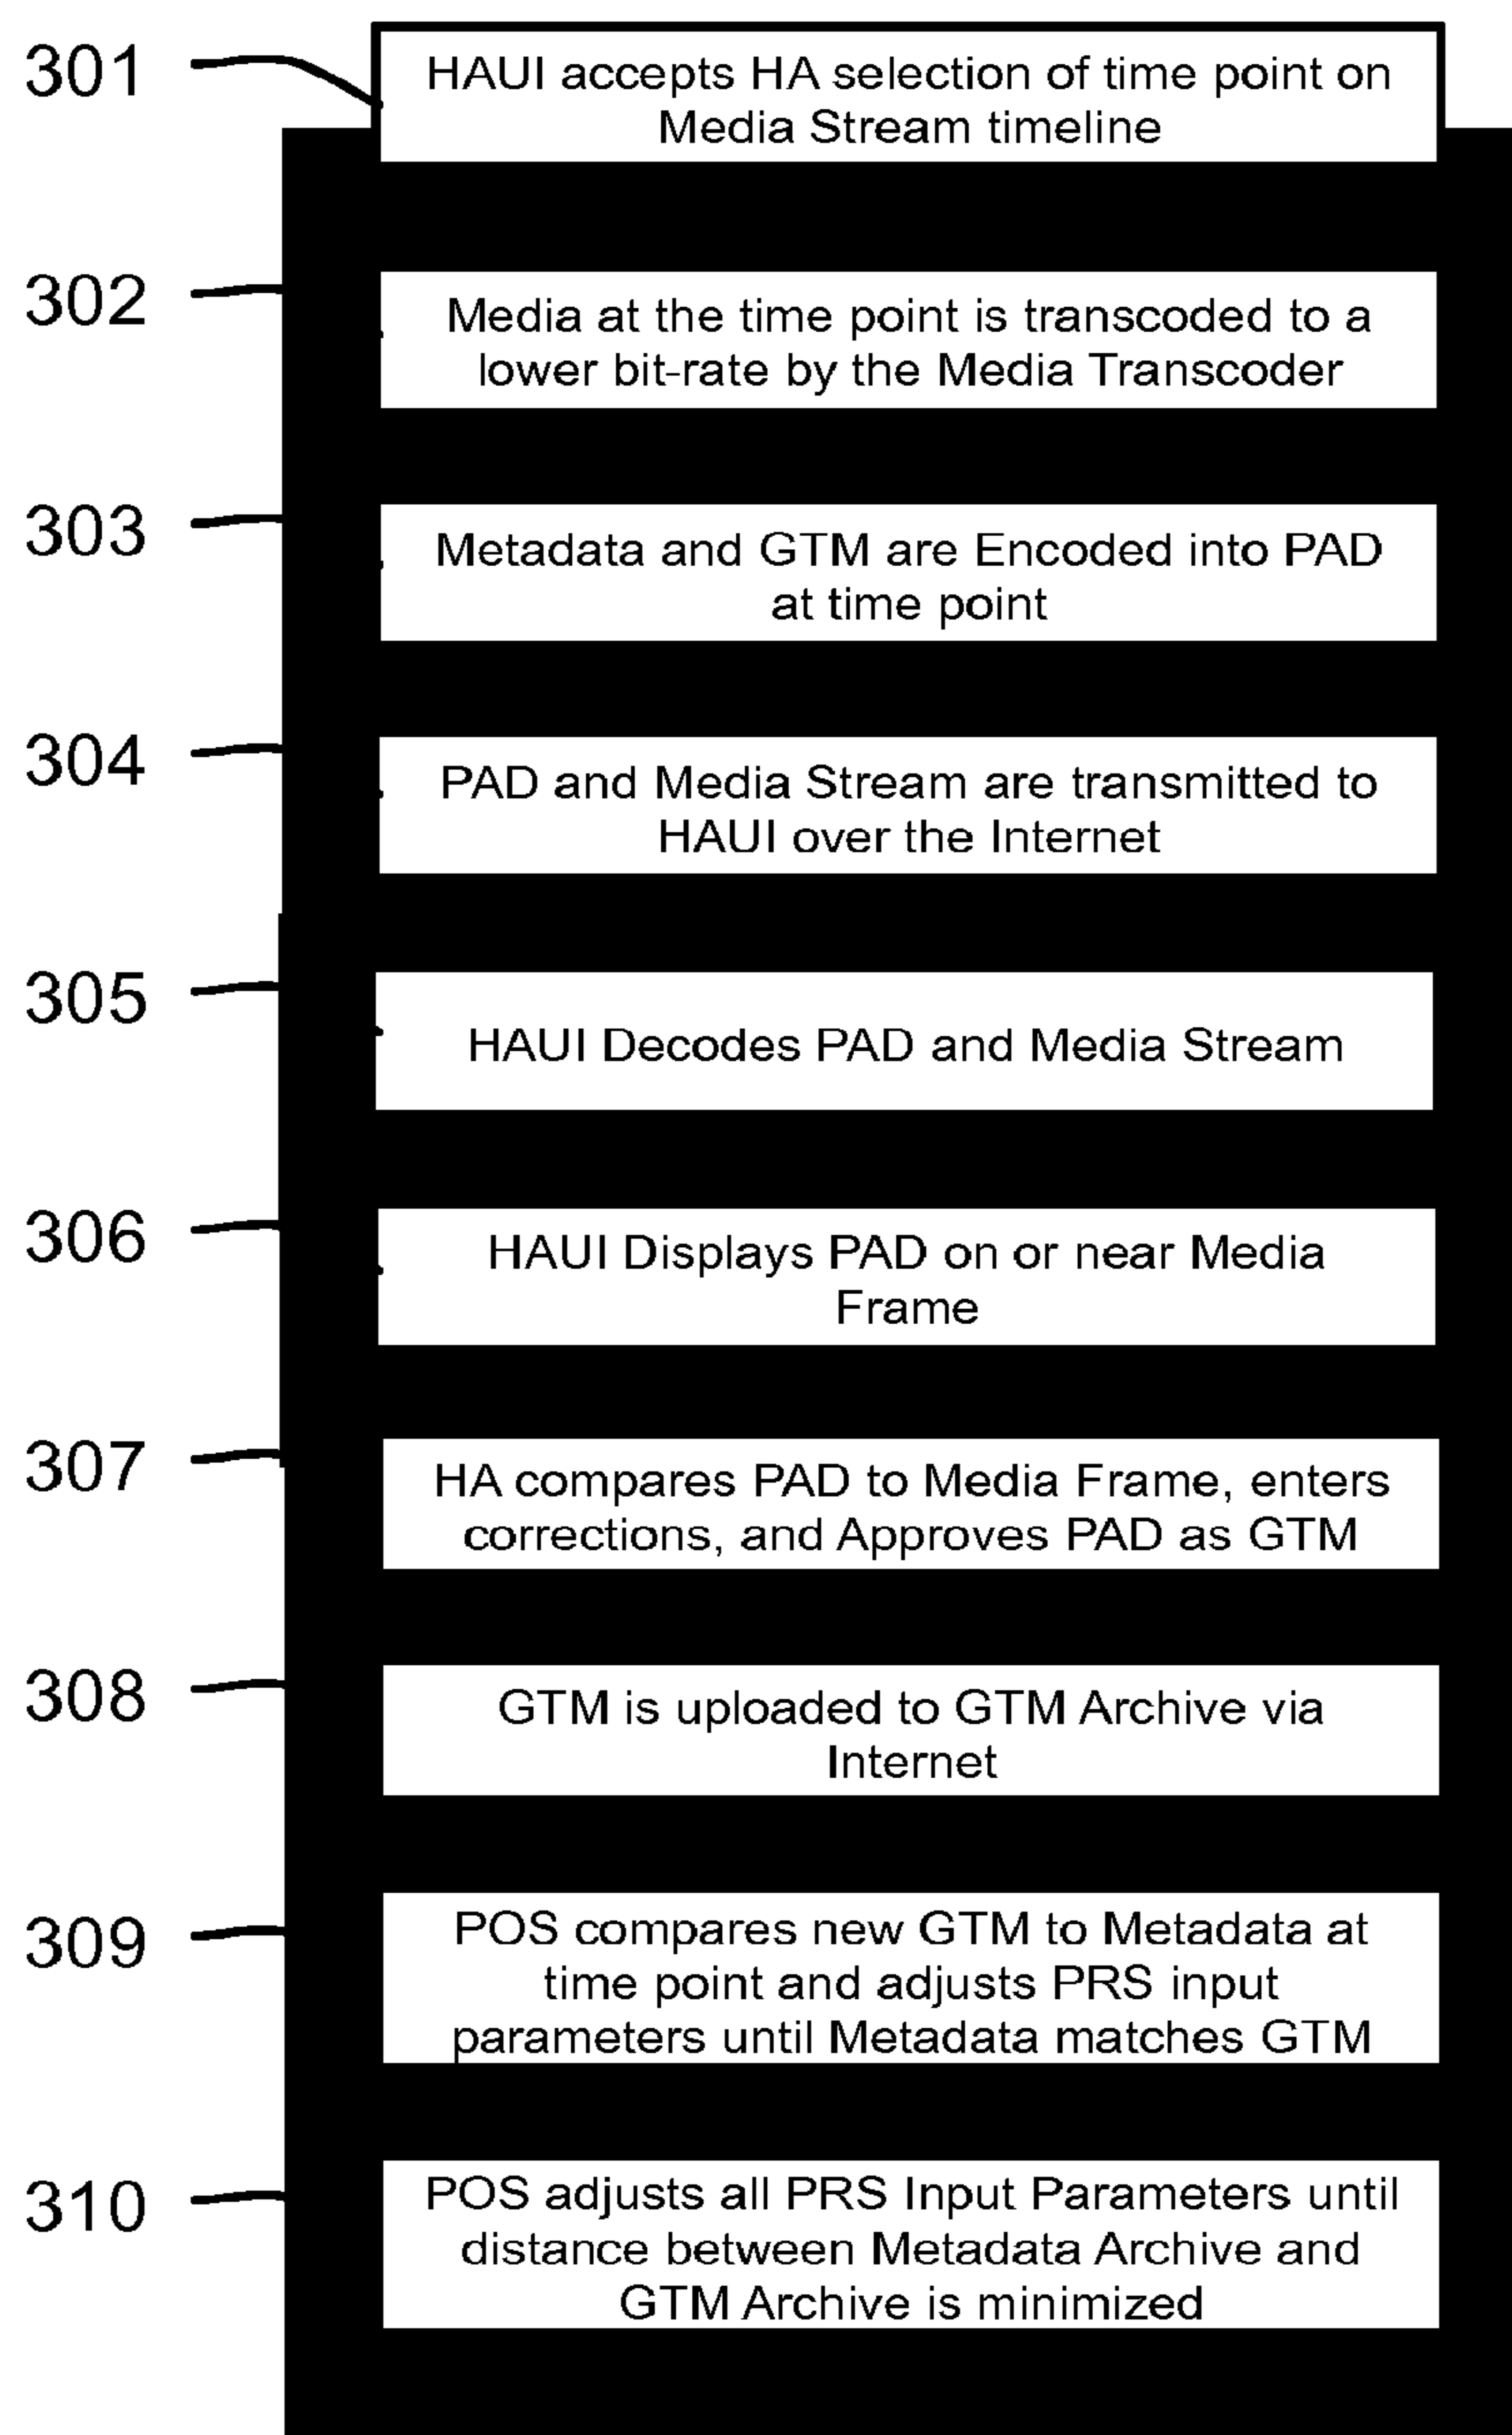 301
HAUI accepts HA selection of time point on
Media Stream timeline
302
Media at the time point is transcoded to a
lower bit-rate by the Media Transcoder
303
Metadata and GTM are Encoded into PAD
at time point
304
PAD and Media Stream are transmitted to
HAUI over the Internet
305
HAUI Decodes PAD and Media Stream
306
HAUI Displays PAD on or near Media
Frame
307
HA compares PAD to Media Frame, enters
corrections, and Approves PAD as GTM
308
GTM is uploaded to GTM Archive via
Internet
309
POS compares new GTM to Metadata at
time point and adjusts PRS input
parameters until Metadata matches GTM
310
POS adjusts all PRS Input Parameters until
distance between Metadata Archive and
GTM Archive is minimized